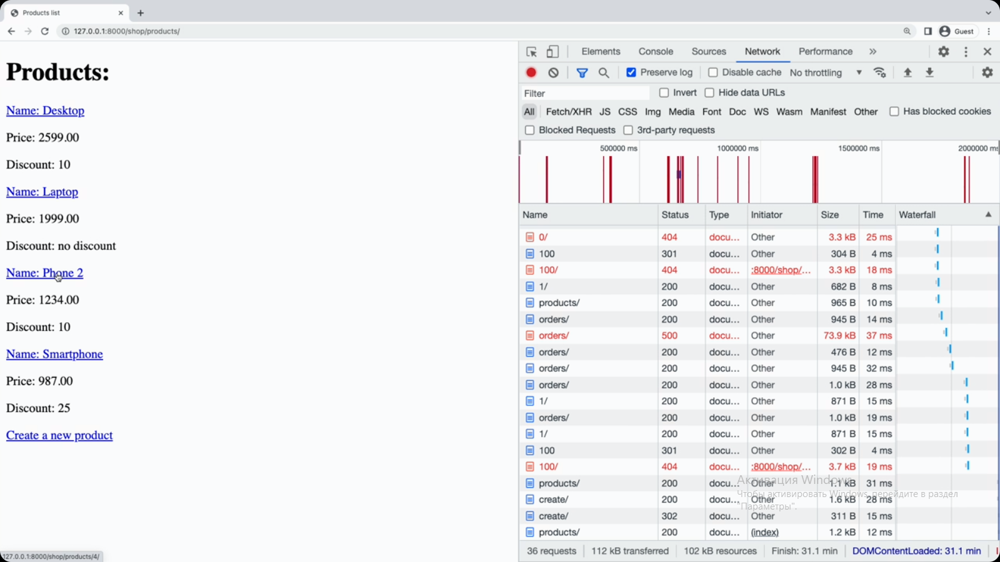 Products list
127.0.0.1:8000/shop/products/
Guest
Products:
Name: Desktop
Price: 2599.00
Discount: 10
Name: Laptop
Price: 1999.00
Discount: no discount
Name: Phone 2
Price: 1234.00
Discount: 10
Name: Smartphone
Price: 987.00
Discount: 25
Create a new product
127.0.0.1:8000/shop/products/4/
Elements Console Sources Network Performance
Preserve log Disable cache No throttling
Filter Invert Hide data URLs
All Fetch/XHR JS CSS Img Media Font Doc WS Wasm Manifest Other Has blocked cookies
Blocked Requests 3rd-party requests
500000 ms 1000000 ms 1500000 ms 2000000 ms
Name Status Type Initiator Size Time Waterfall
0/ 404 docu... Other 3.3 kB 25 ms
100 301 docu... Other 304 B 4 ms
100/ 404 docu... :8000/shop/... 3.3 kB 18 ms
1/ 200 docu... Other 682 B 8 ms
products/ 200 docu... Other 965 B 10 ms
orders/ 200 docu... Other 945 B 14 ms
orders/ 500 docu... Other 73.9 kB 37 ms
orders/ 200 docu... Other 476 B 12 ms
orders/ 200 docu... Other 945 B 32 ms
orders/ 200 docu... Other 1.0 kB 28 ms
1/ 200 docu... Other 871 B 15 ms
orders/ 200 docu... Other 1.0 kB 19 ms
1/ 200 docu... Other 871 B 15 ms
100 301 docu... Other 302 B 4 ms
100/ 404 docu... :8000/shop/... 3.7 kB 19 ms
products/ 200 docu... Other 1.1 kB 31 ms
create/ 200 docu... Other 1.6 kB 28 ms
create/ 302 docu... Other 311 B 15 ms
products/ 200 docu... (index) 1.2 kB 12 ms
Активация Windows
Чтобы активировать Windows, перейдите в раздел
"Параметры".
36 requests 112 kB transferred 102 kB resources Finish: 31.1 min DOMContentLoaded: 31.1 min